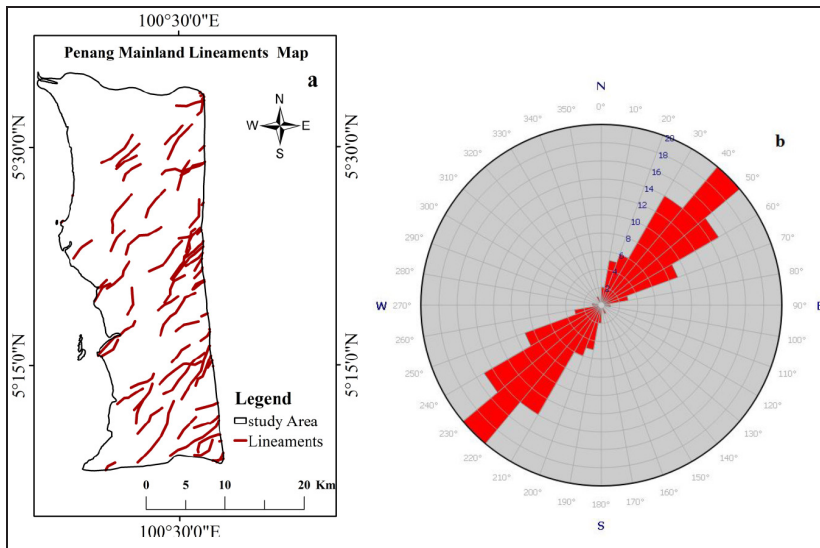 100°30'0"E
Penang Mainland Lineaments Map
a
N
W E
S
5°30'0"N
5°30'0"N
5°15'0"N
5°15'0"N
Legend
study Area
Lineaments
0 5 10 20 Km
100°30'0"E
b
N
0°
10°
20°
30°
40°
50°
60°
70°
80°
90°
E
100°
110°
120°
130°
140°
150°
160°
170°
180°
S
190°
200°
210°
220°
230°
240°
250°
260°
270°
W
280°
290°
300°
310°
320°
330°
340°
350°
20
18
16
14
12
10
8
6
4
2